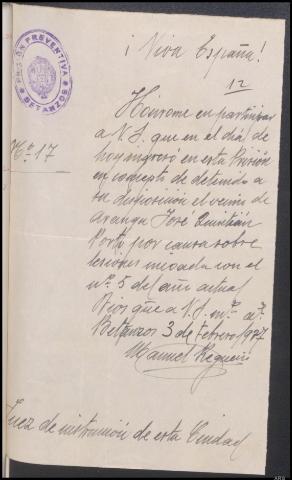 PRISIÓN PREVENTIVA
BETANZOS
¡Viva España!
12
Nº 17
Hónrome en participar
a V.S. que en el día de
hoy ingresó en esta Prisión
en concepto de detenido a
su disposición el vecino de
Aranga José Quintián
Porto por causa sobre
lesiones incoada con el
nº 5 del año actual
Dios gûe a V.S. m.s a.s
Betanzos 3 de Febrero 1937
Manuel Regueiro
Juez de instrucción de esta Ciudad